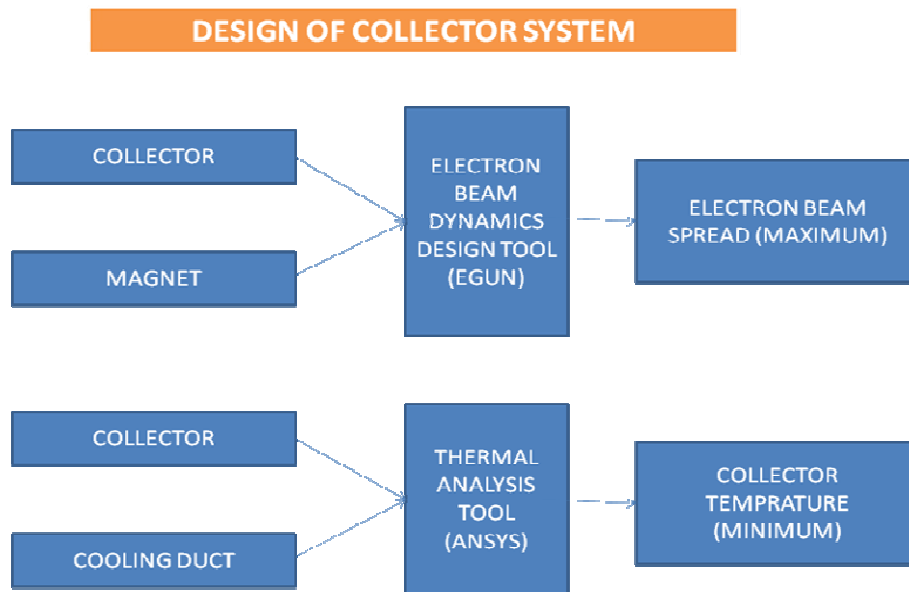 DESIGN OF COLLECTOR SYSTEM
COLLECTOR
MAGNET
ELECTRON
BEAM
DYNAMICS
DESIGN TOOL
(EGUN)
ELECTRON BEAM
SPREAD (MAXIMUM)
COLLECTOR
COOLING DUCT
THERMAL
ANALYSIS
TOOL
(ANSYS)
COLLECTOR
TEMPRATURE
(MINIMUM)